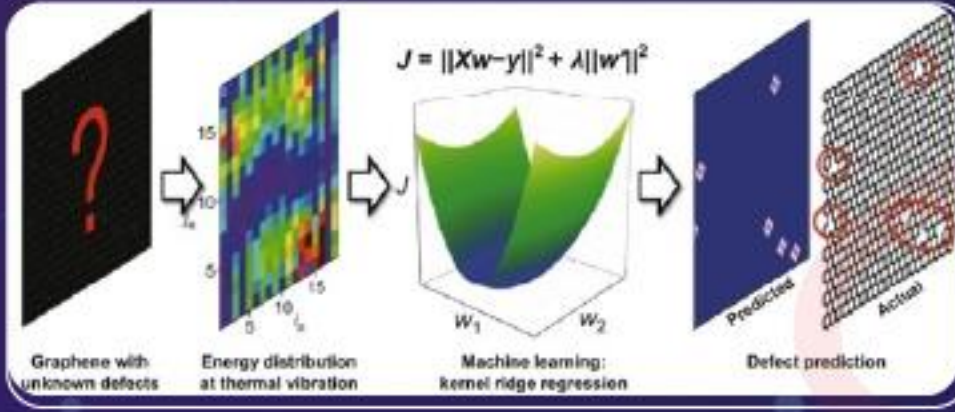 J = ||Xw−y||² + λ||w'||²
?
15
10
5
5
10
15
J
w₁
w₂
Predicted
Actual
Graphene with
unknown defects
Energy distribution
at thermal vibration
Machine learning:
kernel ridge regression
Defect prediction